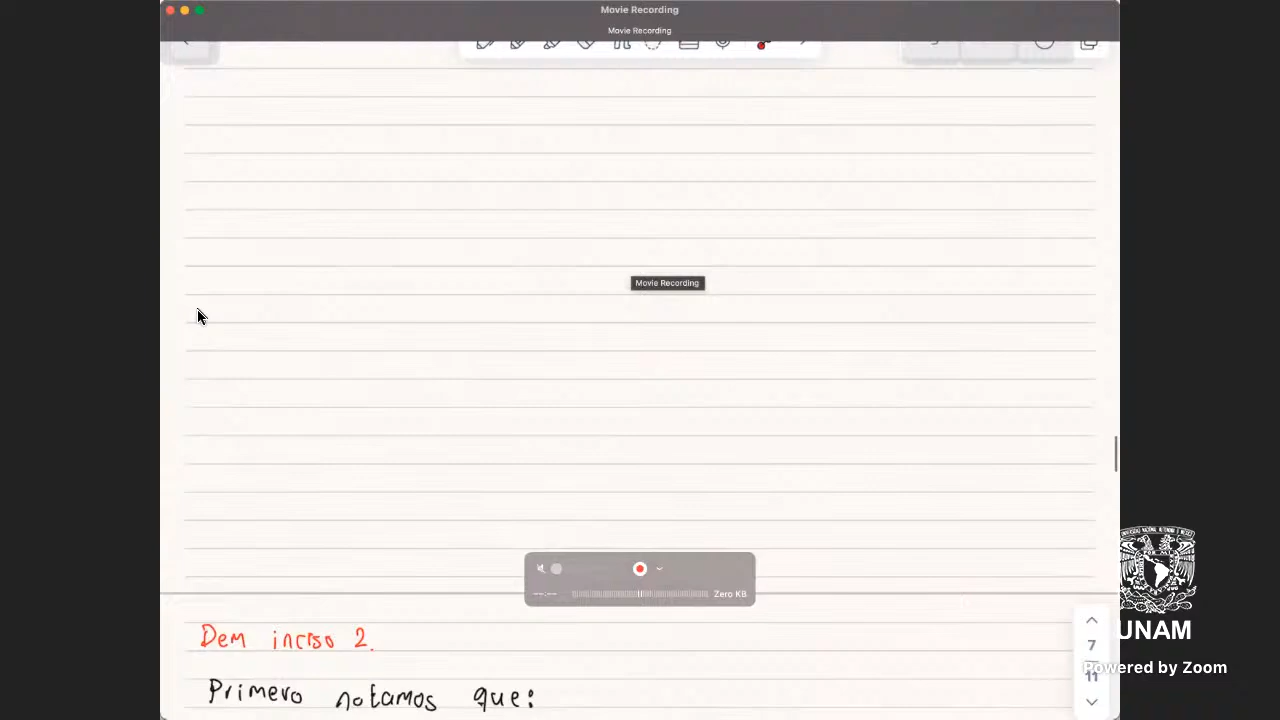 Movie Recording
Movie Recording
Movie Recording
Zero KB
Dem inciso 2.
Primero notamos que:
7
11
UNAM
Powered by Zoom